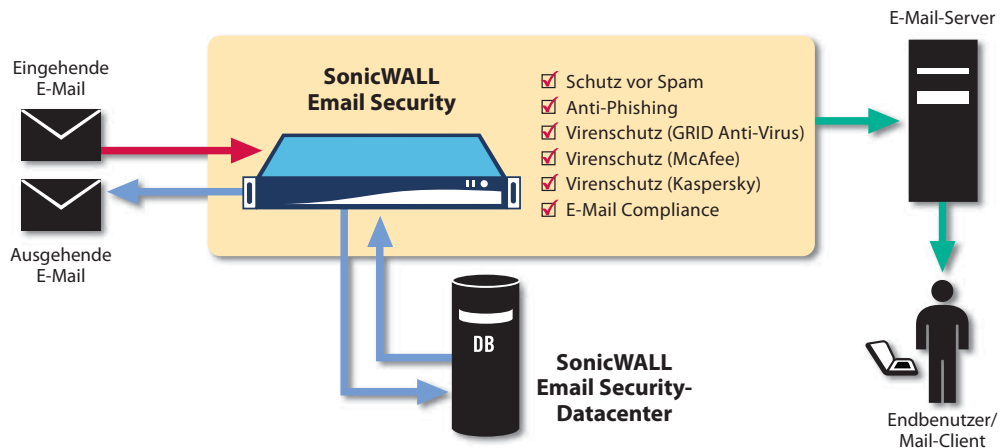 Eingehende
E-Mail
Ausgehende
E-Mail
SonicWALL
Email Security
Schutz vor Spam
Anti-Phishing
Virenschutz (GRID Anti-Virus)
Virenschutz (McAfee)
Virenschutz (Kaspersky)
E-Mail Compliance
E-Mail-Server
DB
SonicWALL
Email Security-
Datacenter
Endbenutzer/
Mail-Client